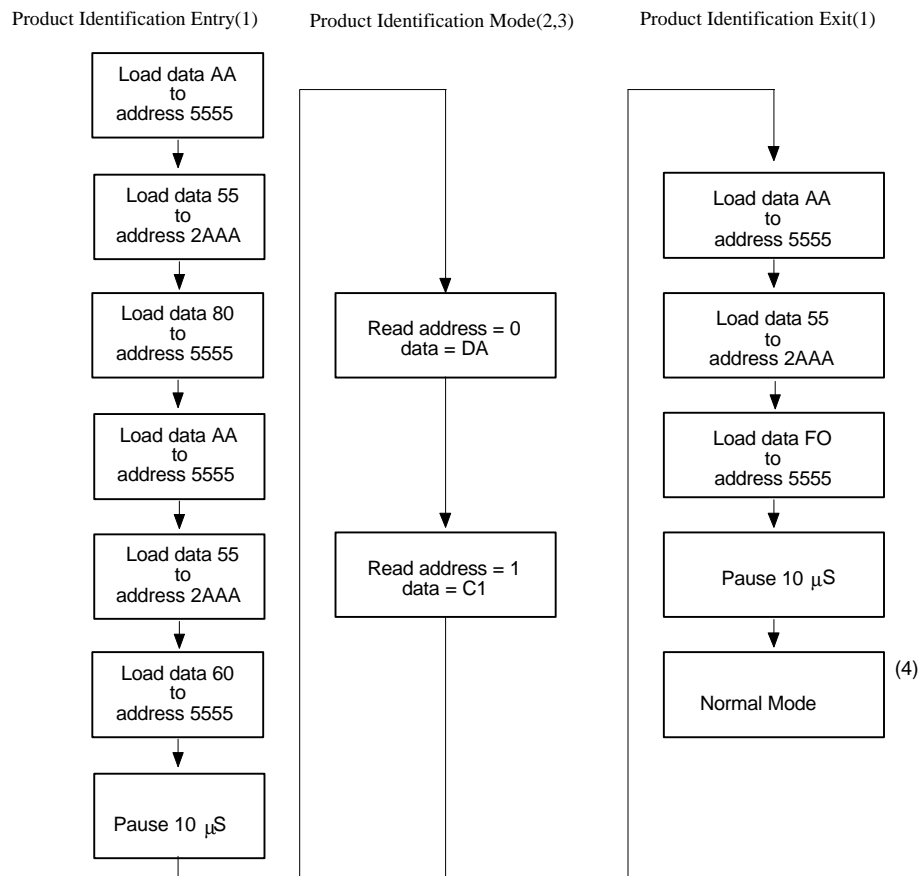 Product Identification Entry(1)
Load data AA
to
address 5555
Load data 55
to
address 2AAA
Load data 80
to
address 5555
Load data AA
to
address 5555
Load data 55
to
address 2AAA
Load data 60
to
address 5555
Pause 10 μS
Product Identification Mode(2,3)
Read address = 0
data = DA
Read address = 1
data = C1
Product Identification Exit(1)
Load data AA
to
address 5555
Load data 55
to
address 2AAA
Load data FO
to
address 5555
Pause 10 μS
Normal Mode
(4)